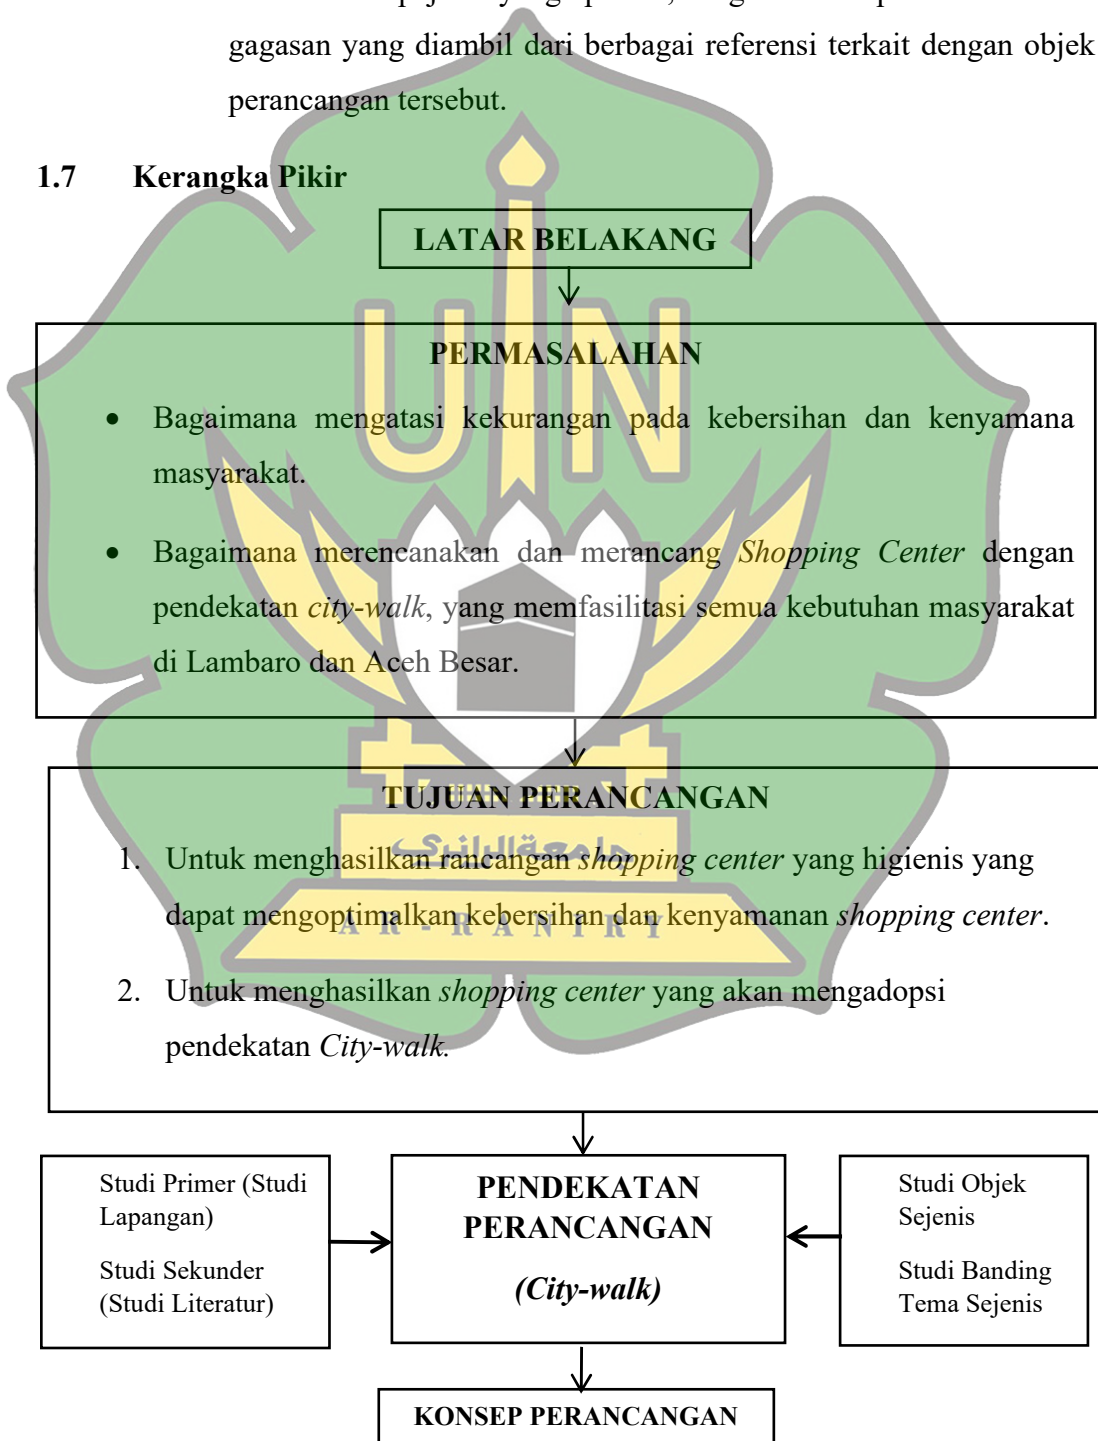 gagasan yang diambil dari berbagai referensi terkait dengan objek
perancangan tersebut.
1.7 Kerangka Pikir
LATAR BELAKANG
PERMASALAHAN
• Bagaimana mengatasi kekurangan pada kebersihan dan kenyamana
masyarakat.
• Bagaimana merencanakan dan merancang Shopping Center dengan
pendekatan city-walk, yang memfasilitasi semua kebutuhan masyarakat
di Lambaro dan Aceh Besar.
TUJUAN PERANCANGAN
1. Untuk menghasilkan rancangan shopping center yang higienis yang
dapat mengoptimalkan kebersihan dan kenyamanan shopping center.
2. Untuk menghasilkan shopping center yang akan mengadopsi
pendekatan City-walk.
Studi Primer (Studi
Lapangan)
Studi Sekunder
(Studi Literatur)
PENDEKATAN
PERANCANGAN
(City-walk)
Studi Objek
Sejenis
Studi Banding
Tema Sejenis
KONSEP PERANCANGAN
UIN
جامعة الرانري
AR-RANIRY